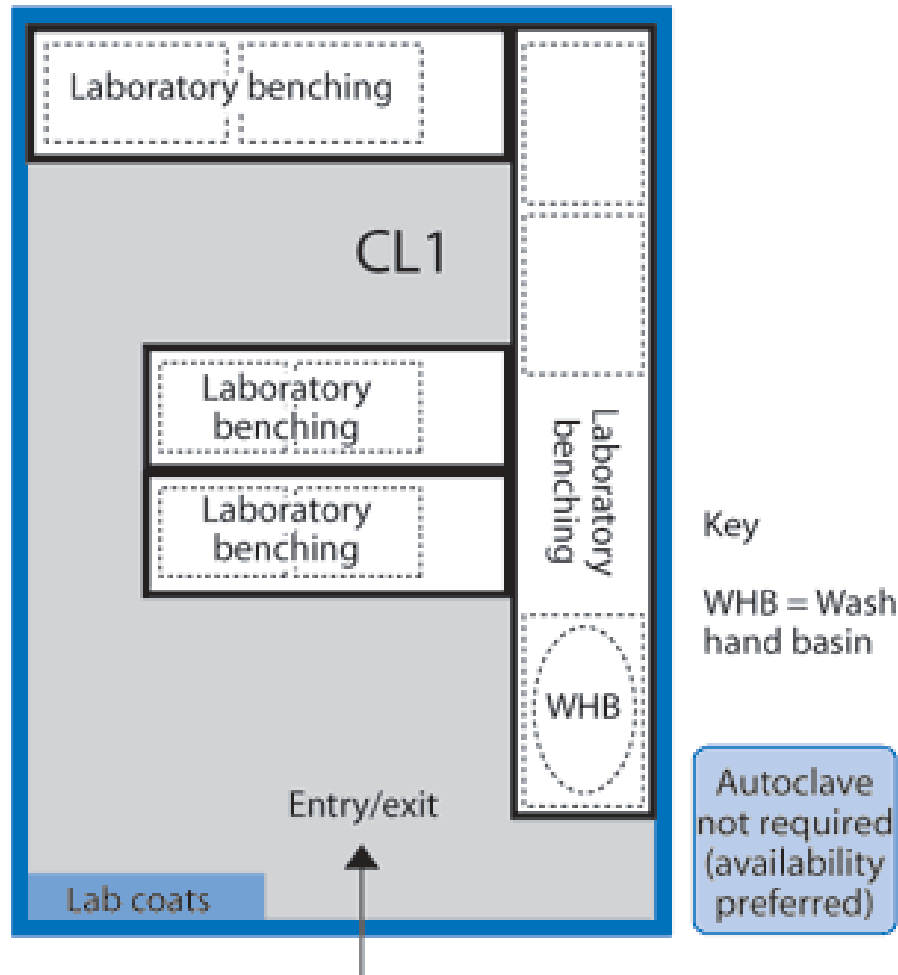 Laboratory benching
CL1
Laboratory
benching
Laboratory
benching
Laboratory
benching
WHB
Entry/exit
Lab coats
Key
WHB = Wash
hand basin
Autoclave
not required
(availability
preferred)